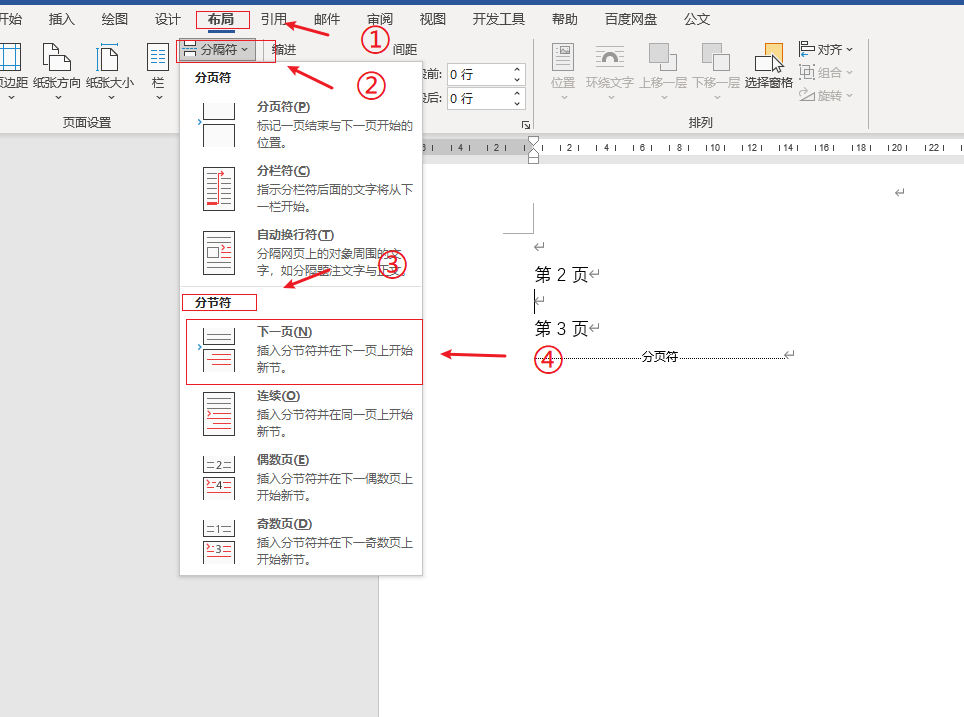 开始 插入 绘图 设计 布局 引用 邮件 审阅 视图 开发工具 帮助 百度网盘 公文
①
分隔符 缩进 间距
页边距 纸张方向 纸张大小 栏
②
段前: 0 行
段后: 0 行
位置 环绕文字 上移一层 下移一层 选择窗格
对齐
组合
旋转
页面设置
排列
分页符
分页符(P)
标记一页结束与下一页开始的
位置。
分栏符(C)
指示分栏符后面的文字将从下
一栏开始。
自动换行符(T)
分隔网页上的对象周围的文
字，如分隔题注文字与正文。
③
分节符
下一页(N)
插入分节符并在下一页上开始
新节。
④
连续(O)
插入分节符并在同一页上开始
新节。
偶数页(E)
=2=
=4=
插入分节符并在下一偶数页上
开始新节。
奇数页(D)
=1=
=3=
插入分节符并在下一奇数页上
开始新节。
4 2 2 4 6 8 10 12 14 16 18 20 22
第 2 页
第 3 页
分页符